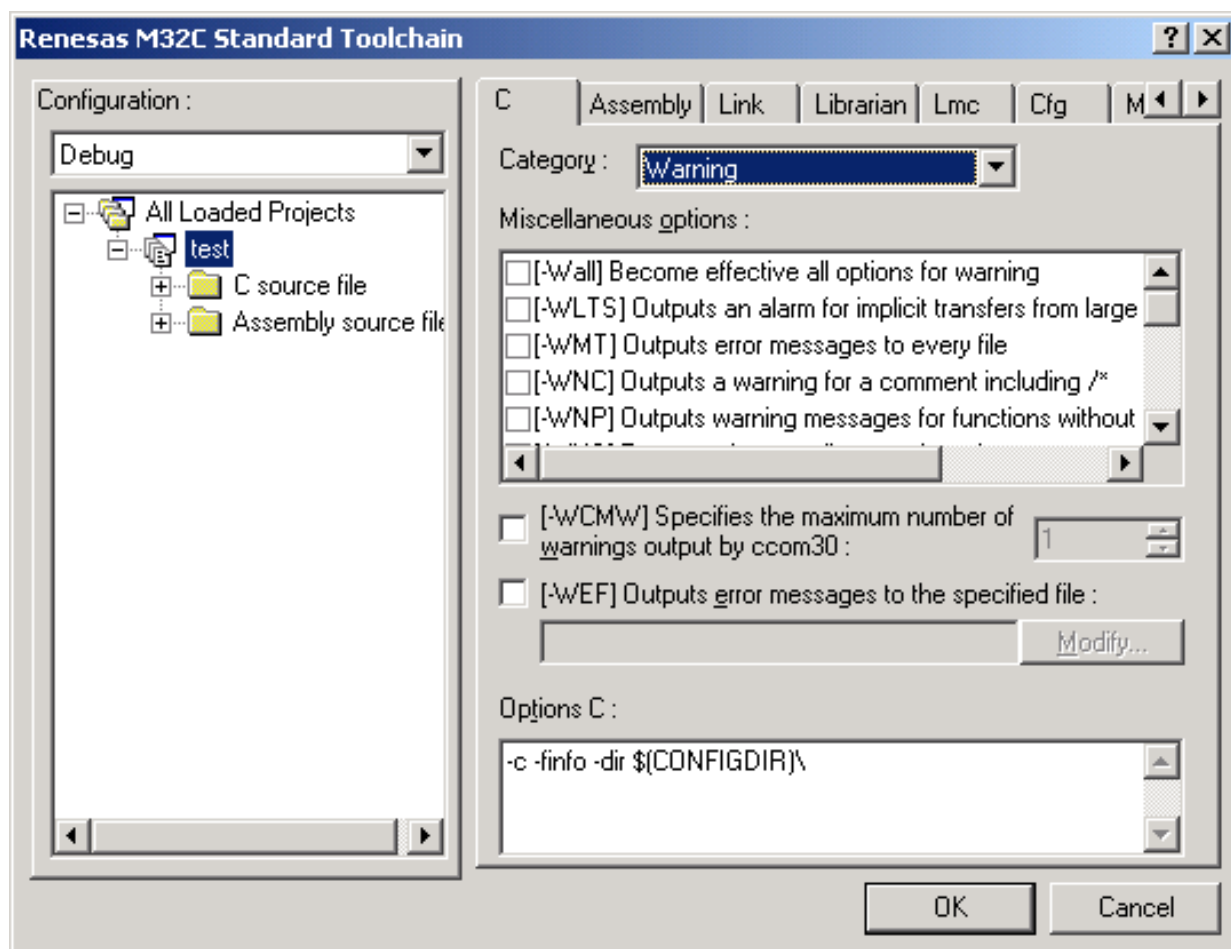 Renesas M32C Standard Toolchain
Configuration :
Debug
All Loaded Projects
test
C source file
Assembly source file
C Assembly Link Librarian Lmc Cfg M
Category : Warning
Miscellaneous options :
[-Wall] Become effective all options for warning
[-WLTS] Outputs an alarm for implicit transfers from large
[-WMT] Outputs error messages to every file
[-WNC] Outputs a warning for a comment including /*
[-WNP] Outputs warning messages for functions without
[-WCMW] Specifies the maximum number of
warnings output by ccom30 :
1
[-WEF] Outputs error messages to the specified file :
Modify...
Options C :
-c -finfo -dir $(CONFIGDIR)\
OK Cancel